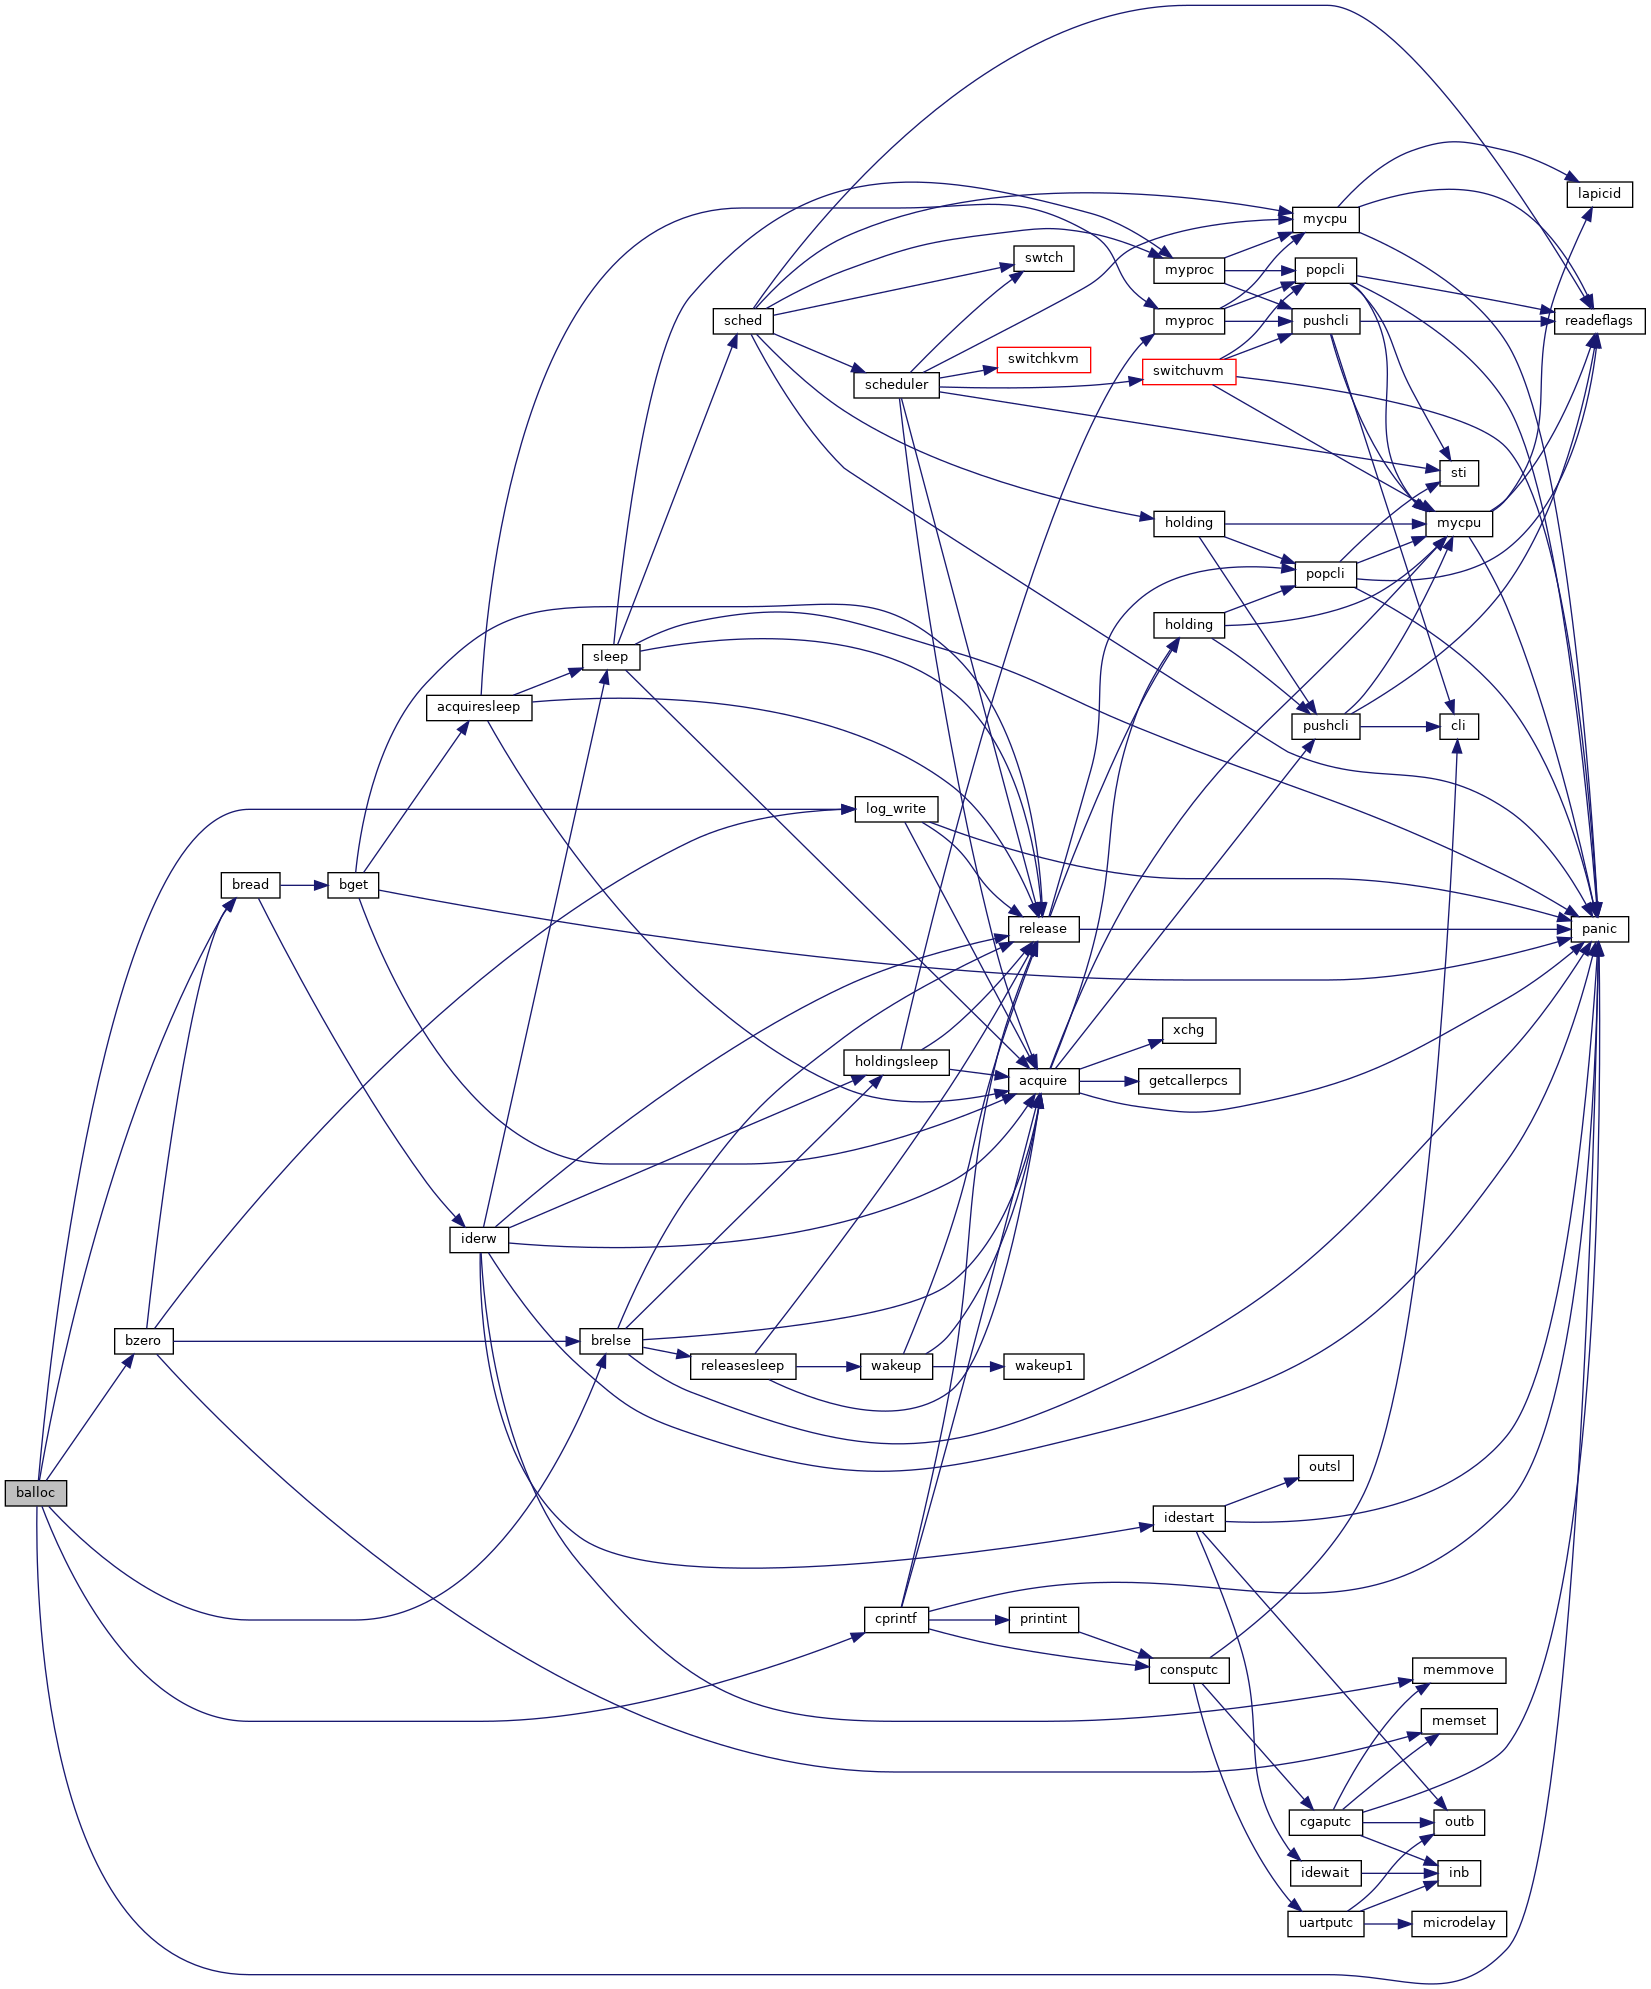 lapicid
mycpu
swtch
myproc
popcli
sched
myproc
pushcli
readeflags
switchkvm
scheduler
switchuvm
sti
holding
mycpu
popcli
holding
sleep
acquiresleep
pushcli
cli
log_write
bread
bget
release
panic
xchg
holdingsleep
acquire
getcallerpcs
iderw
bzero
brelse
releasesleep
wakeup
wakeup1
outsl
balloc
idestart
cprintf
printint
consputc
memmove
memset
cgaputc
outb
idewait
inb
uartputc
microdelay